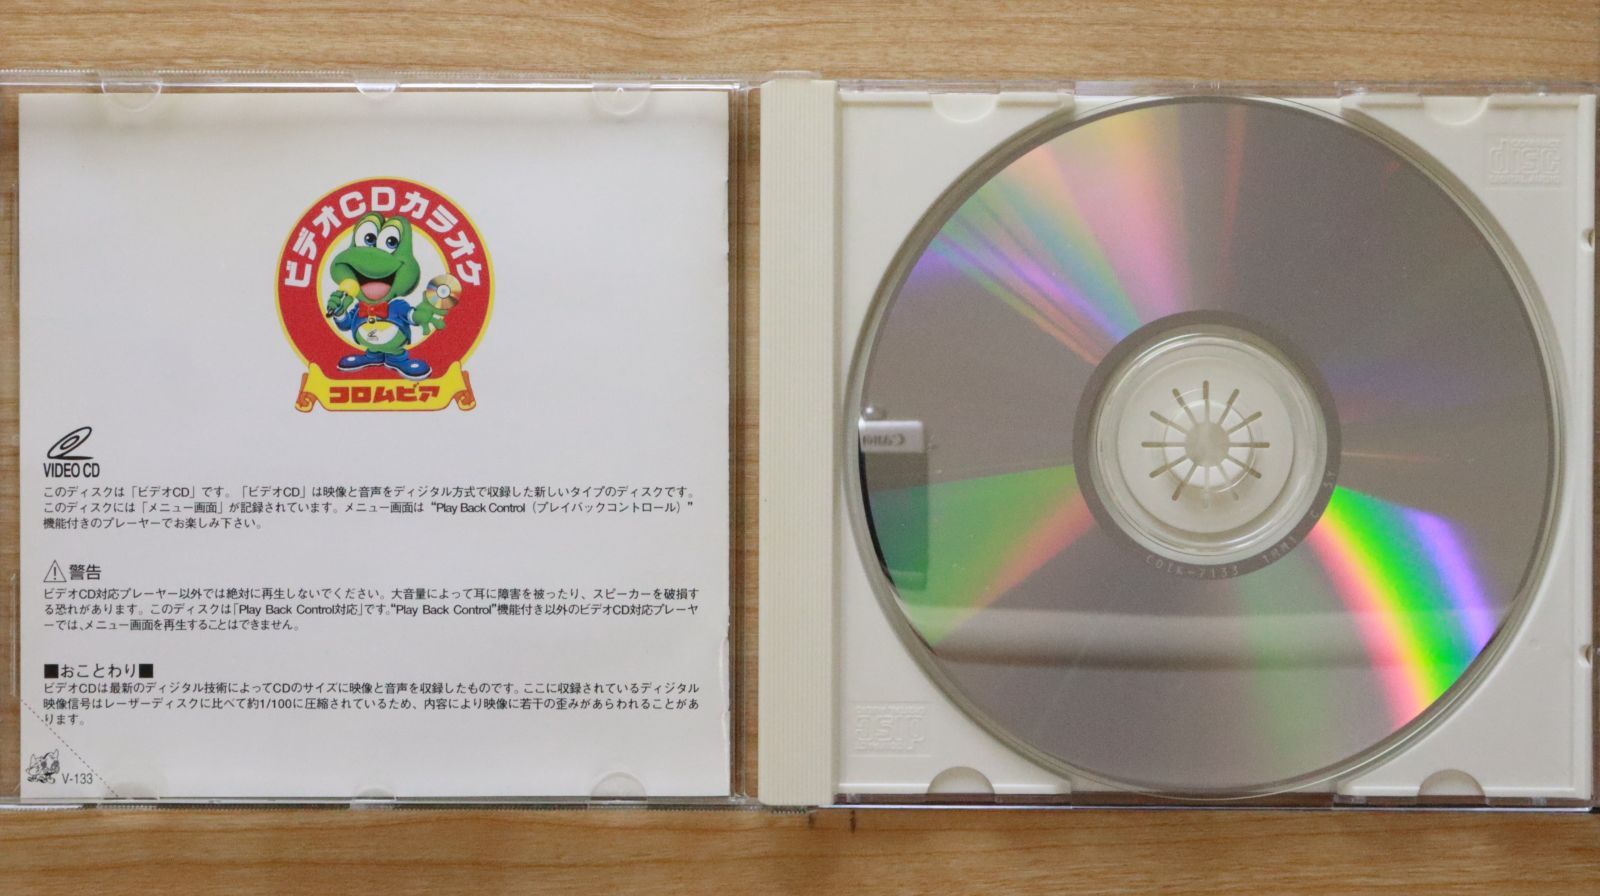 ビデオCDカラオケ
コロムビア
VIDEO CD
このディスクは「ビデオCD」です。「ビデオCD」は映像と音声をディジタル方式で収録した新しいタイプのディスクです。
このディスクには「メニュー画面」が記録されています。メニュー画面は“Play Back Control（プレイバックコントロール）”
機能付きのプレーヤーでお楽しみ下さい。
警告
ビデオCD対応プレーヤー以外では絶対に再生しないでください。大音量によって耳に障害を被ったり、スピーカーを破損す
る恐れがあります。このディスクは「Play Back Control対応」です。“Play Back Control”機能付き以外のビデオCD対応プレーヤ
ーでは、メニュー画面を再生することはできません。
■おことわり■
ビデオCDは最新のディジタル技術によってCDのサイズに映像と音声を収録したものです。ここに収録されているディジタル
映像信号はレーザーディスクに比べて約1/100に圧縮されているため、内容により映像に若干の歪みがあらわれることがあ
ります。
V-133
COMPACT
disc
Canon
disc